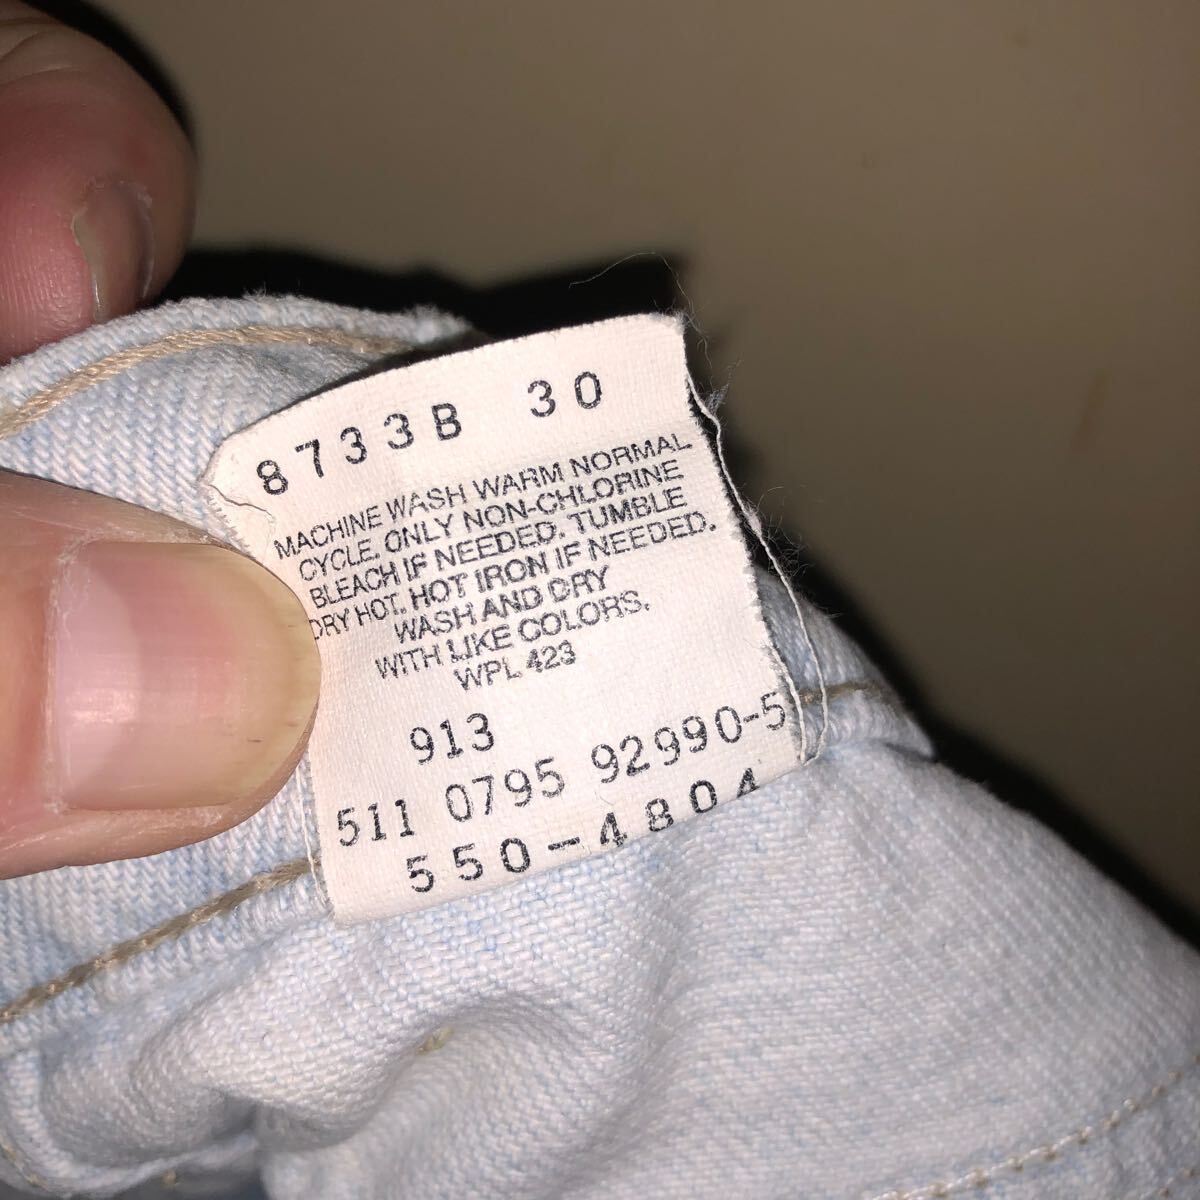 8733B 30
MACHINE WASH WARM NORMAL
CYCLE. ONLY NON-CHLORINE
BLEACH IF NEEDED. TUMBLE
DRY HOT. HOT IRON IF NEEDED.
WASH AND DRY
WITH LIKE COLORS.
WPL 423
913
511 0795 92990-5
550-4804